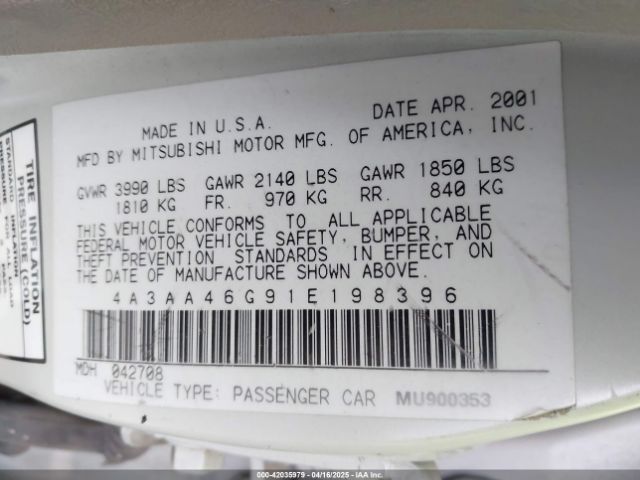 MADE IN U.S.A. DATE APR. 2001
MFD BY MITSUBISHI MOTOR MFG. OF AMERICA, INC.
GVWR 3990 LBS GAWR 2140 LBS GAWR 1850 LBS
1810 KG FR. 970 KG RR. 840 KG
THIS VEHICLE CONFORMS TO ALL APPLICABLE
FEDERAL MOTOR VEHICLE SAFETY, BUMPER, AND
THEFT PREVENTION STANDARDS IN EFFECT ON
THE DATE OF MANUFACTURE SHOWN ABOVE.
4A3AA46G91E198396
MDH 042708
VEHICLE TYPE: PASSENGER CAR MU900353
TIRE INFLATION
PRESSURE(COLD)
000-42035979 - 04/16/2025 - IAA Inc.